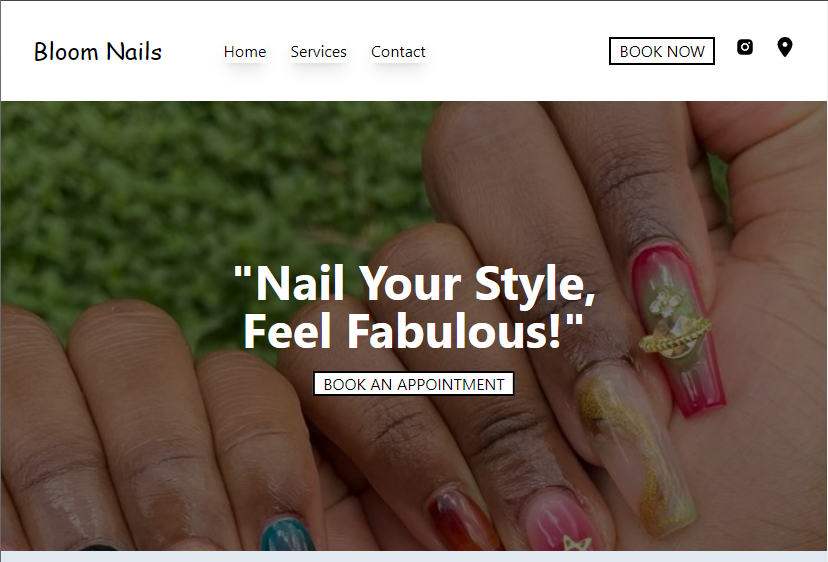 Bloom Nails
Home Services Contact
BOOK NOW
"Nail Your Style,
Feel Fabulous!"
BOOK AN APPOINTMENT